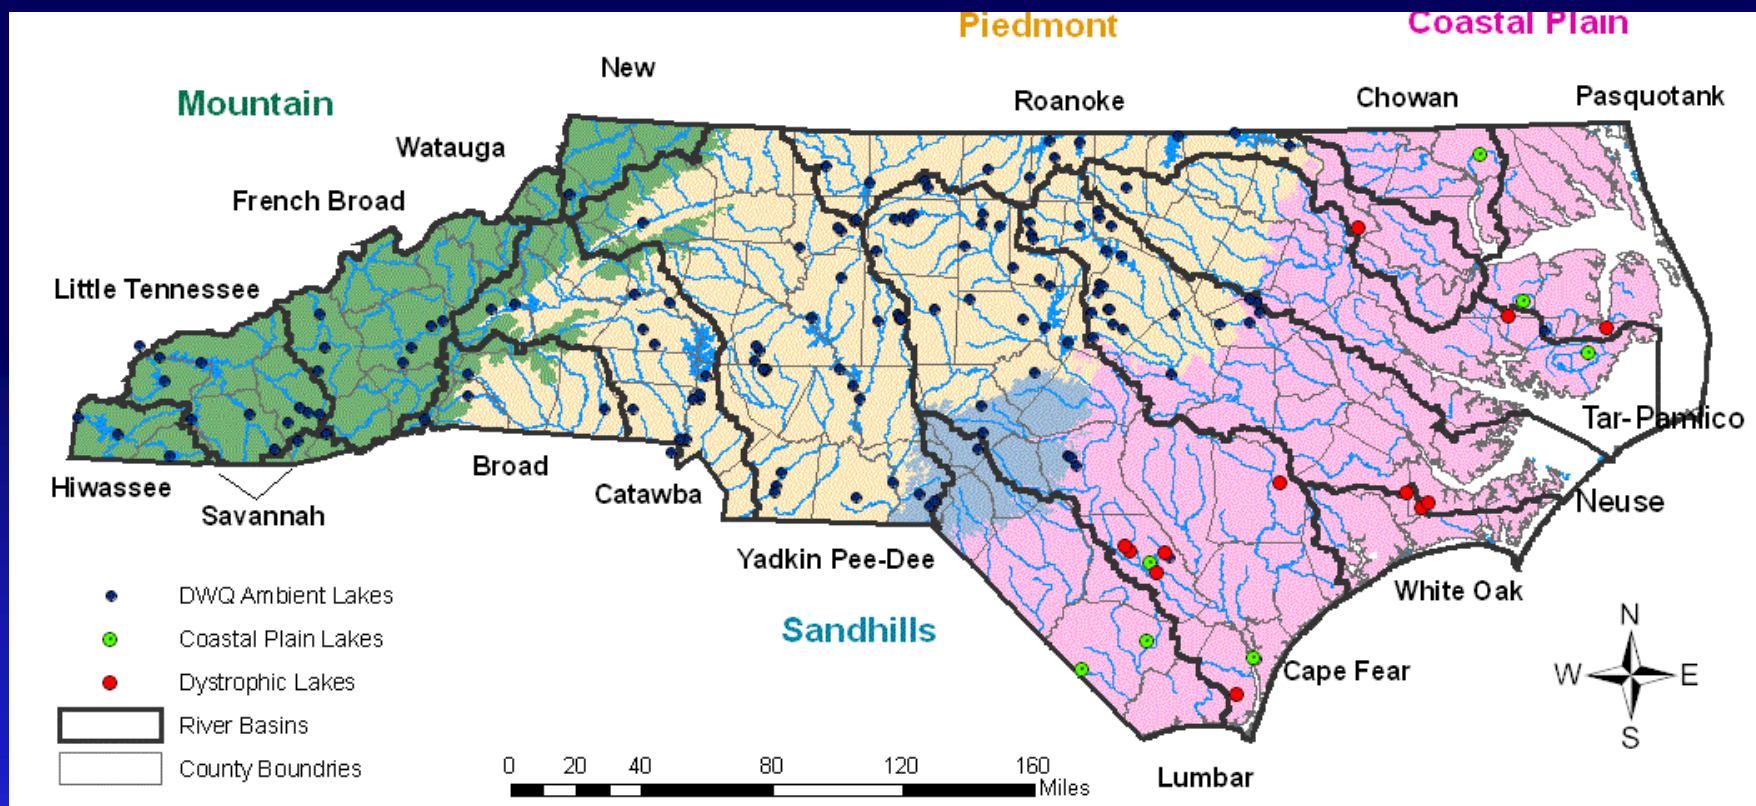 Piedmont
Coastal Plain
New
Mountain
Roanoke
Chowan
Pasquotank
Watauga
French Broad
Little Tennessee
Tar-Pamlico
Hiwassee
Savannah
Broad
Catawba
Neuse
Yadkin Pee-Dee
White Oak
Sandhills
Cape Fear
Lumbar
DWQ Ambient Lakes
Coastal Plain Lakes
Dystrophic Lakes
River Basins
County Boundries
0 20 40 80 120 160
Miles
N
W E
S